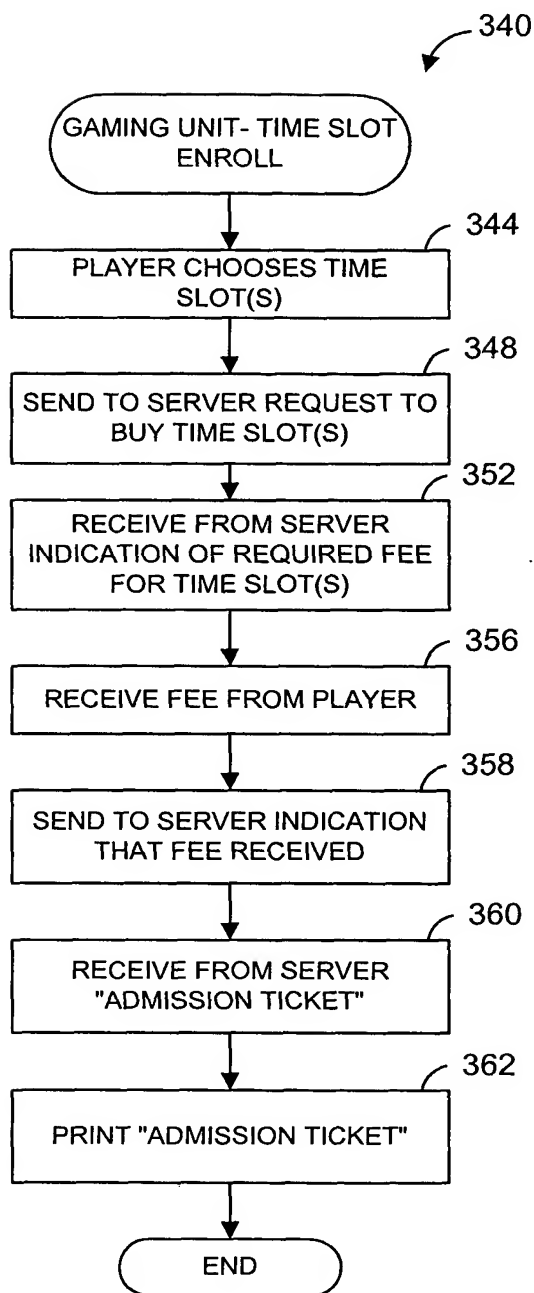 340
GAMING UNIT- TIME SLOT
ENROLL
344
PLAYER CHOOSES TIME
SLOT(S)
348
SEND TO SERVER REQUEST TO
BUY TIME SLOT(S)
352
RECEIVE FROM SERVER
INDICATION OF REQUIRED FEE
FOR TIME SLOT(S)
356
RECEIVE FEE FROM PLAYER
358
SEND TO SERVER INDICATION
THAT FEE RECEIVED
360
RECEIVE FROM SERVER
"ADMISSION TICKET"
362
PRINT "ADMISSION TICKET"
END